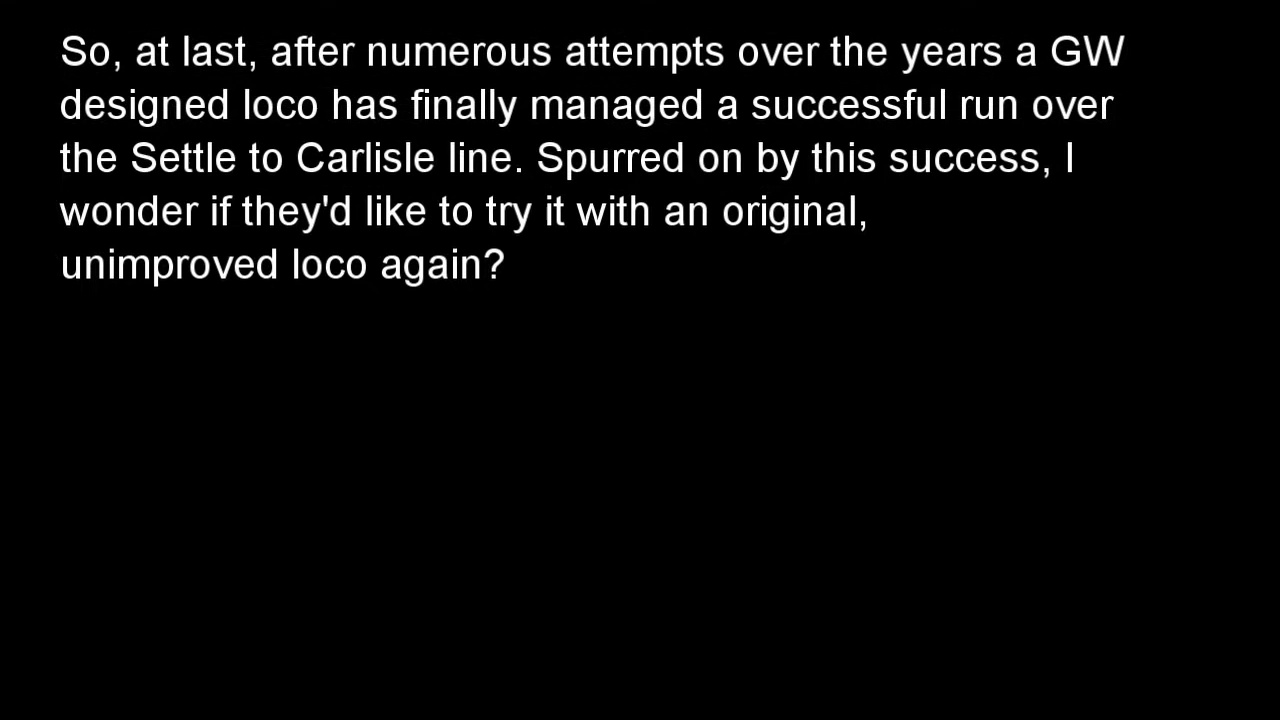 So, at last, after numerous attempts over the years a GW
designed loco has finally managed a successful run over
the Settle to Carlisle line. Spurred on by this success, I
wonder if they'd like to try it with an original,
unimproved loco again?